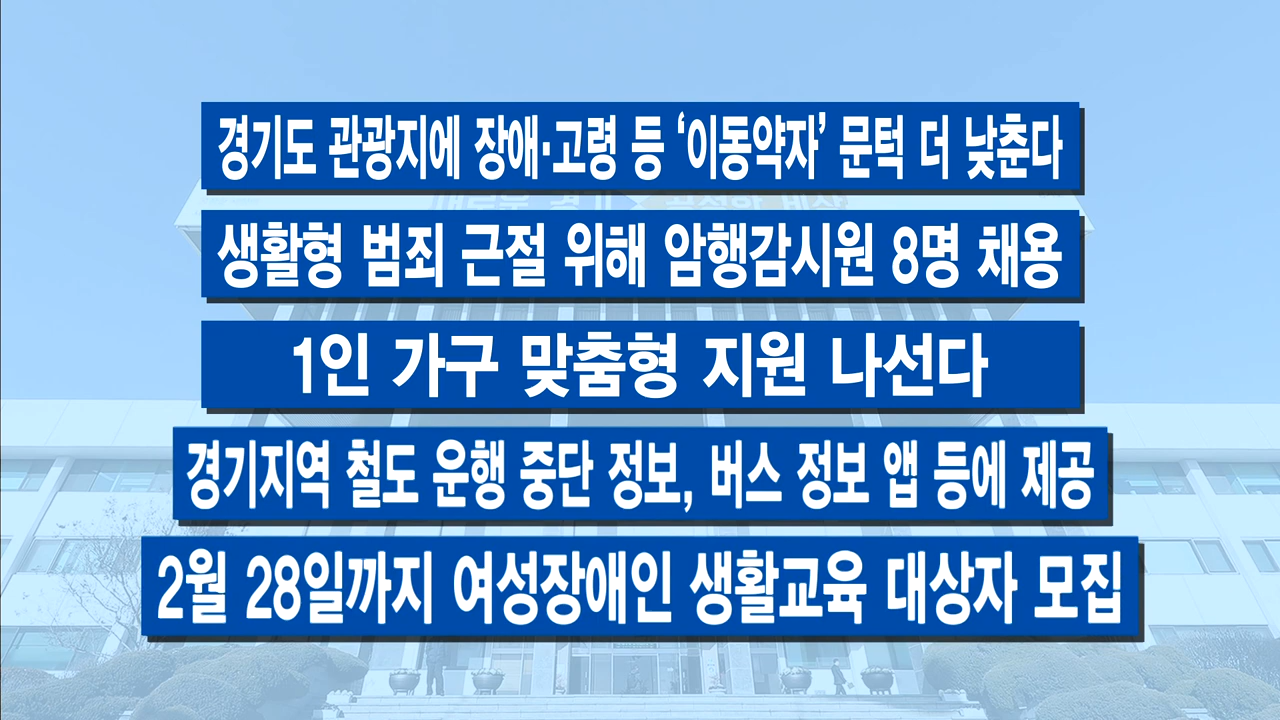 경기도 관광지에 장애·고령 등 ‘이동약자’ 문턱 더 낮춘다
생활형 범죄 근절 위해 암행감시원 8명 채용
1인 가구 맞춤형 지원 나선다
경기지역 철도 운행 중단 정보, 버스 정보 앱 등에 제공
2월 28일까지 여성장애인 생활교육 대상자 모집